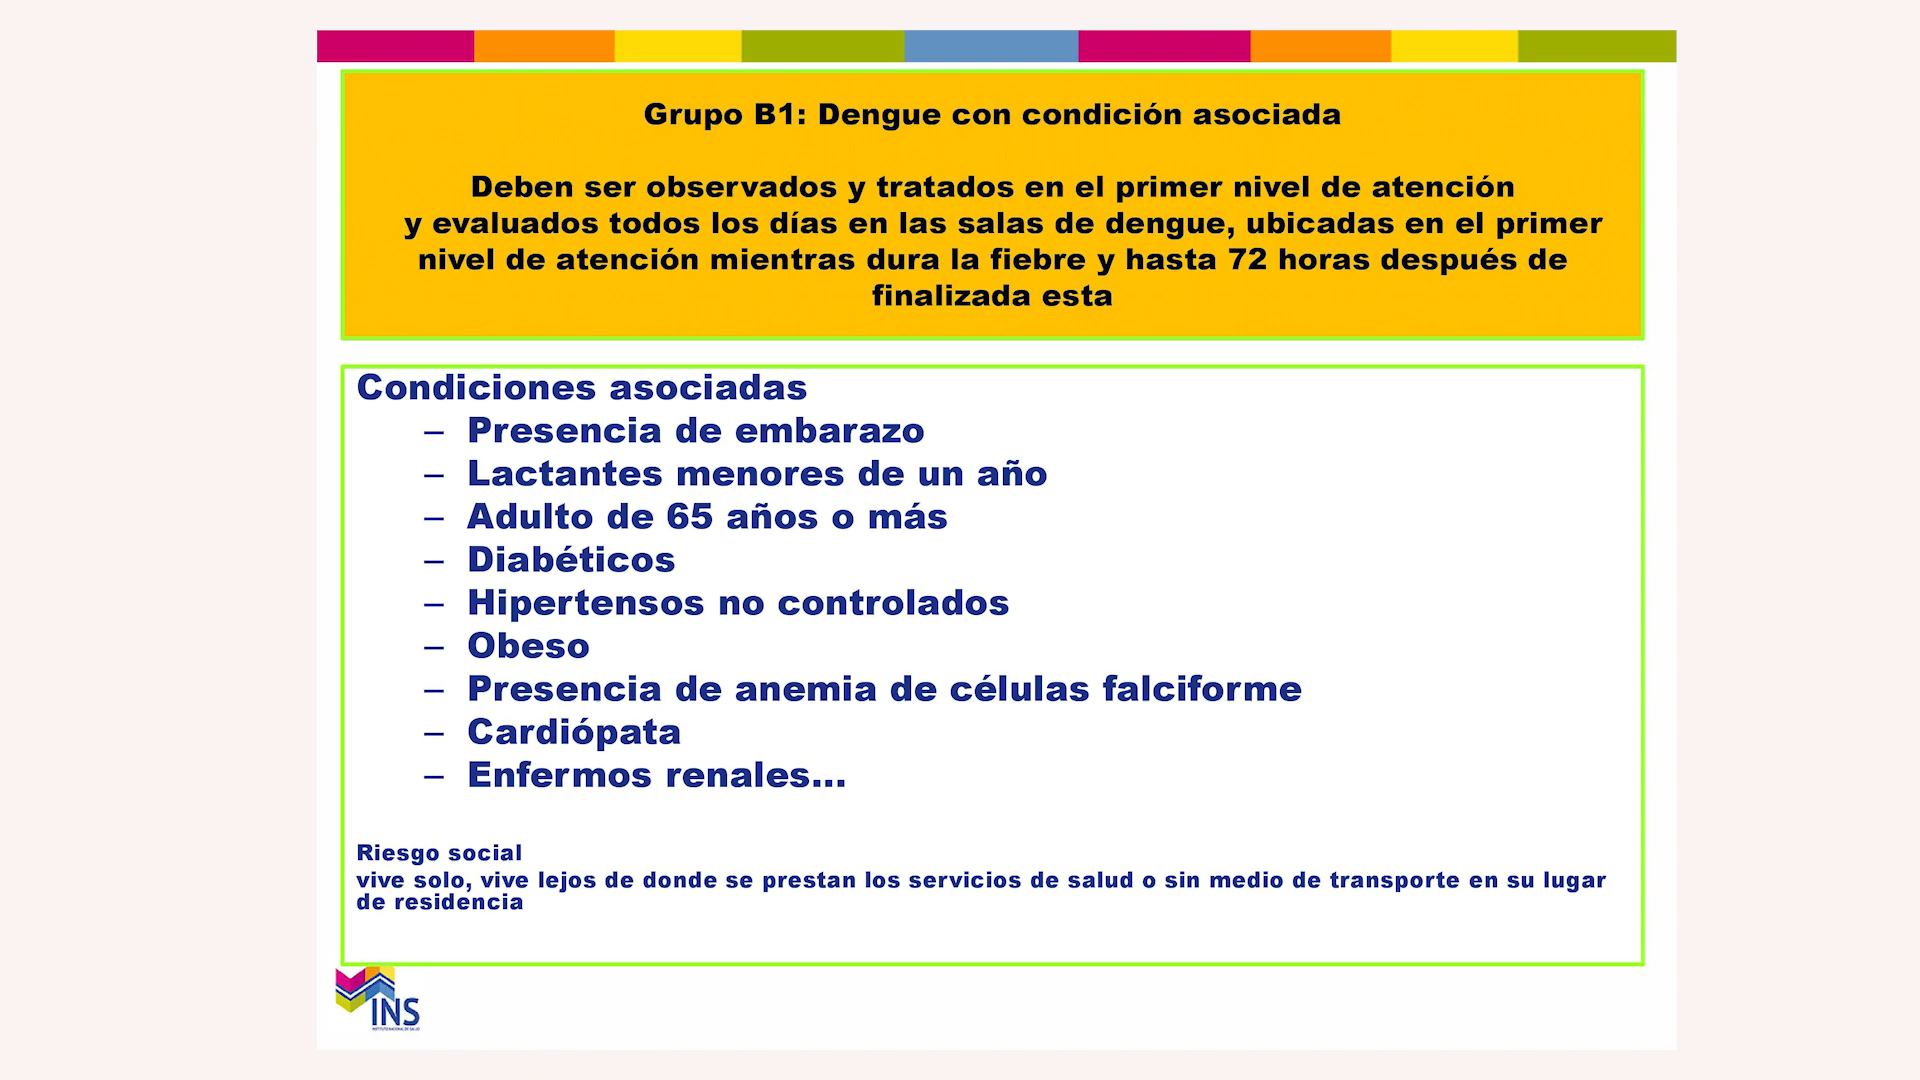 Grupo B1: Dengue con condición asociada
Deben ser observados y tratados en el primer nivel de atención
y evaluados todos los días en las salas de dengue, ubicadas en el primer
nivel de atención mientras dura la fiebre y hasta 72 horas después de
finalizada esta
Condiciones asociadas
– Presencia de embarazo
– Lactantes menores de un año
– Adulto de 65 años o más
– Diabéticos
– Hipertensos no controlados
– Obeso
– Presencia de anemia de células falciforme
– Cardiópata
– Enfermos renales...
Riesgo social
vive solo, vive lejos de donde se prestan los servicios de salud o sin medio de transporte en su lugar
de residencia
INS
INSTITUTO NACIONAL DE SALUD